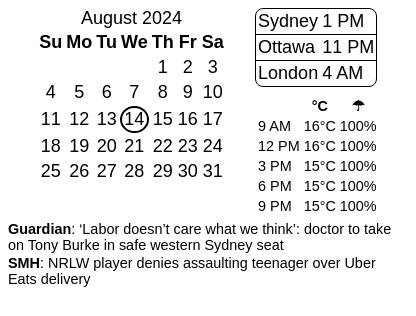 August 2024
Su Mo Tu We Th Fr Sa
1 2 3
4 5 6 7 8 9 10
11 12 13 14 15 16 17
18 19 20 21 22 23 24
25 26 27 28 29 30 31
Sydney 1 PM
Ottawa 11 PM
London 4 AM
°C ☂
9 AM 16°C 100%
12 PM 16°C 100%
3 PM 15°C 100%
6 PM 15°C 100%
9 PM 15°C 100%
Guardian: ‘Labor doesn’t care what we think’: doctor to take
on Tony Burke in safe western Sydney seat
SMH: NRLW player denies assaulting teenager over Uber
Eats delivery